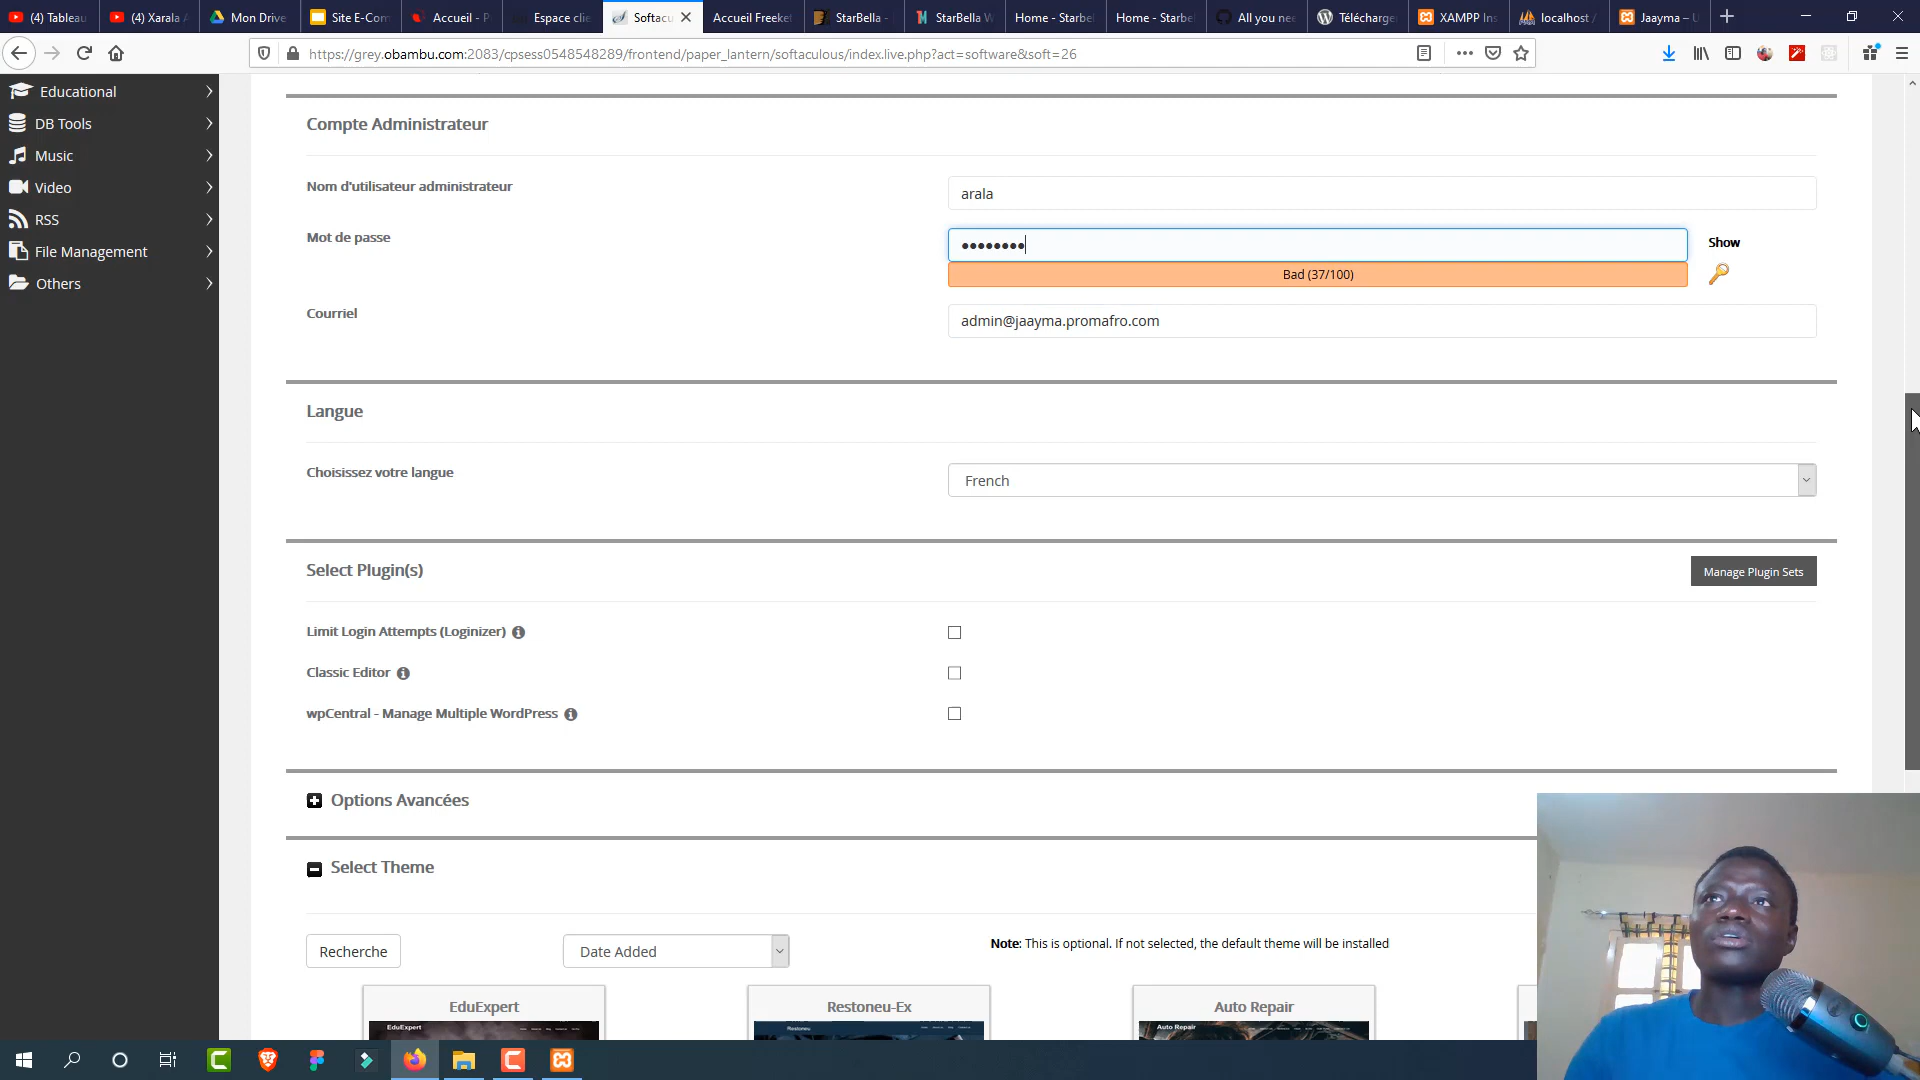 (4) Tableau
(4) Xarala
Mon Drive
Site E-Com
Accueil - P
Espace clie
Softacu
Accueil Freeket
StarBella -
StarBella W
Home - Starbel
Home - Starbel
All you nee
Télécharge
XAMPP Ins
localhost /
Jaayma – U
https://grey.obambu.com:2083/cpsess0548548289/frontend/paper_lantern/softaculous/index.live.php?act=software&soft=26
Educational
DB Tools
Music
Video
RSS
File Management
Others
Compte Administrateur
Nom d'utilisateur administrateur
arala
Mot de passe
••••••••
Show
Bad (37/100)
Courriel
admin@jaayma.promafro.com
Langue
Choisissez votre langue
French
Select Plugin(s)
Manage Plugin Sets
Limit Login Attempts (Loginizer)
Classic Editor
wpCentral - Manage Multiple WordPress
Options Avancées
Select Theme
Recherche
Date Added
Note: This is optional. If not selected, the default theme will be installed
EduExpert
Restoneu-Ex
Auto Repair
EduExpert
Restoneu
Auto Repair